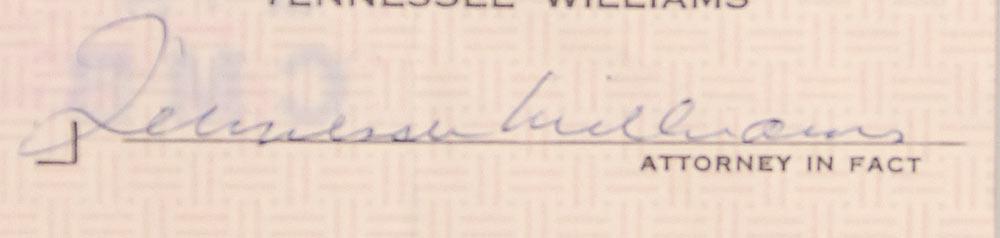 TENNESSEE WILLIAMS
Tennessee Williams
ATTORNEY IN FACT